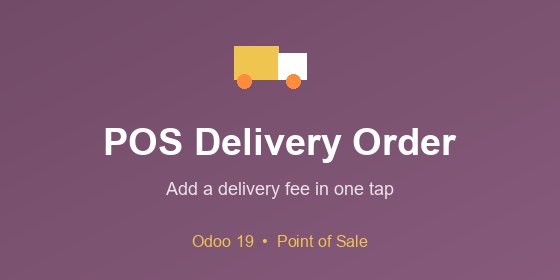 POS Delivery Order
Add a delivery fee in one tap
Odoo 19 • Point of Sale